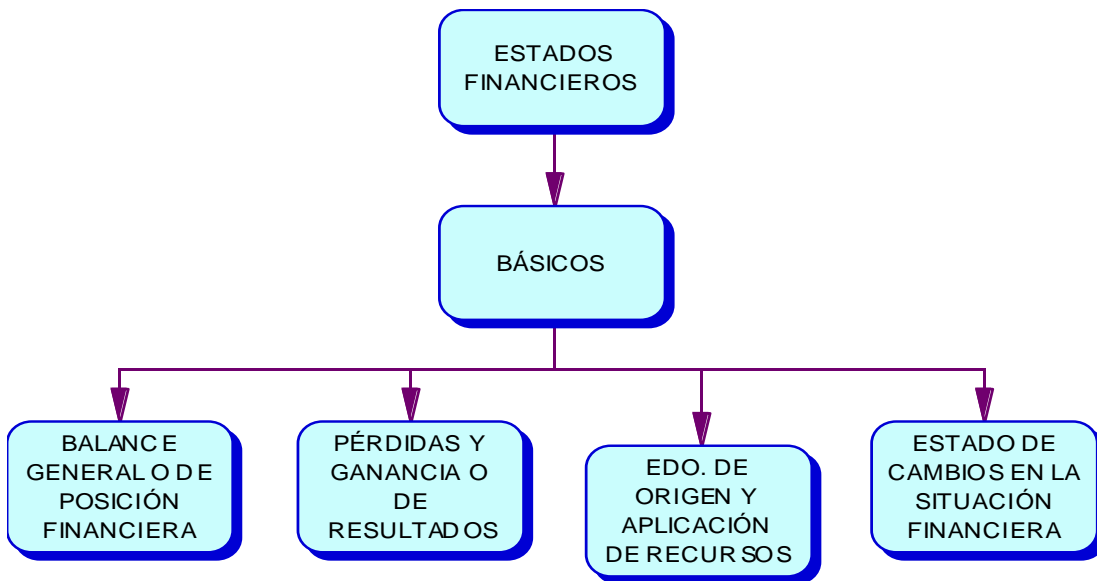 ESTADOS
FINANCIEROS
BÁSICOS
BALANCE
GENERAL O DE
POSICIÓN
FINANCIERA
PÉRDIDAS Y
GANANCIA O
DE
RESULTADOS
EDO. DE
ORIGEN Y
APLICACIÓN
DE RECURSOS
ESTADO DE
CAMBIOS EN LA
SITUACIÓN
FINANCIERA